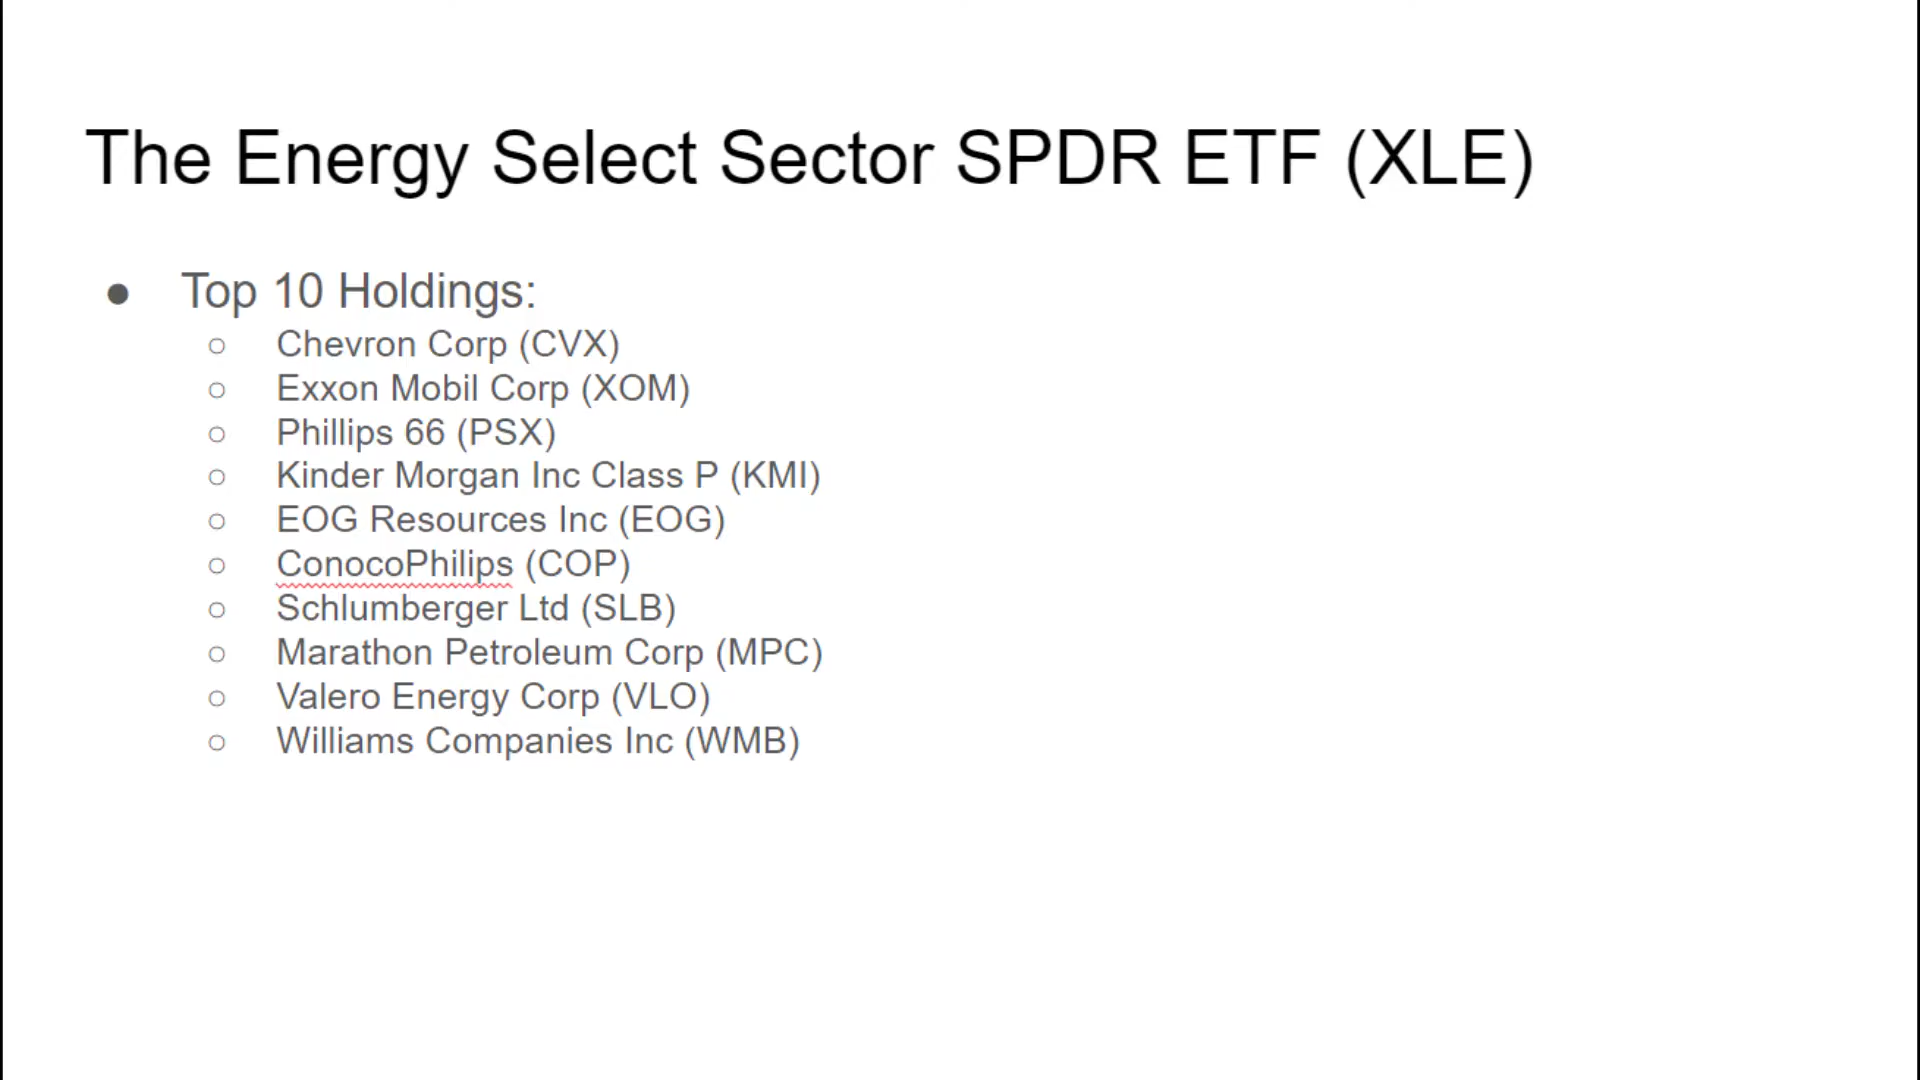 The Energy Select Sector SPDR ETF (XLE)
● Top 10 Holdings:
○ Chevron Corp (CVX)
○ Exxon Mobil Corp (XOM)
○ Phillips 66 (PSX)
○ Kinder Morgan Inc Class P (KMI)
○ EOG Resources Inc (EOG)
○ ConocoPhilips (COP)
○ Schlumberger Ltd (SLB)
○ Marathon Petroleum Corp (MPC)
○ Valero Energy Corp (VLO)
○ Williams Companies Inc (WMB)